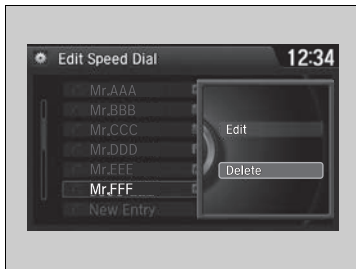 Edit Speed Dial
12:34
Mr.AAA
Mr.BBB
Mr.CCC
Mr.DDD
Mr.EEE
Mr.FFF
New Entry
Edit
Delete